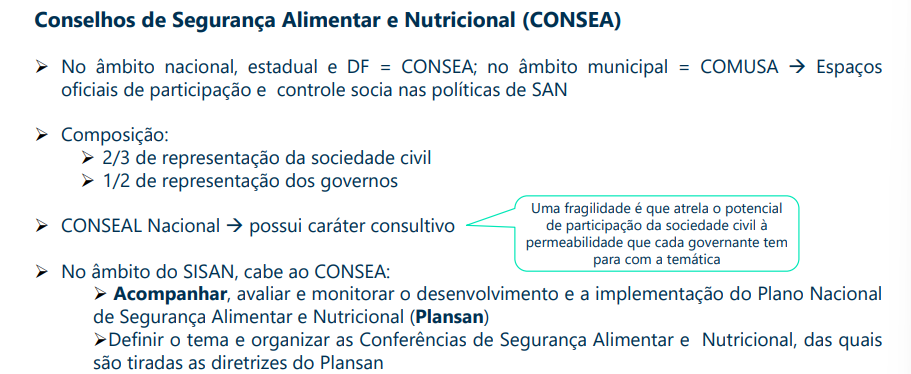 Conselhos de Segurança Alimentar e Nutricional (CONSEA)
➢ No âmbito nacional, estadual e DF = CONSEA; no âmbito municipal = COMUSA → Espaços
oficiais de participação e controle socia nas políticas de SAN
➢ Composição:
➢ 2/3 de representação da sociedade civil
➢ 1/2 de representação dos governos
➢ CONSEAL Nacional → possui caráter consultivo
Uma fragilidade é que atrela o potencial
de participação da sociedade civil à
permeabilidade que cada governante tem
para com a temática
➢ No âmbito do SISAN, cabe ao CONSEA:
➢ Acompanhar, avaliar e monitorar o desenvolvimento e a implementação do Plano Nacional
de Segurança Alimentar e Nutricional (Plansan)
➢Definir o tema e organizar as Conferências de Segurança Alimentar e Nutricional, das quais
são tiradas as diretrizes do Plansan